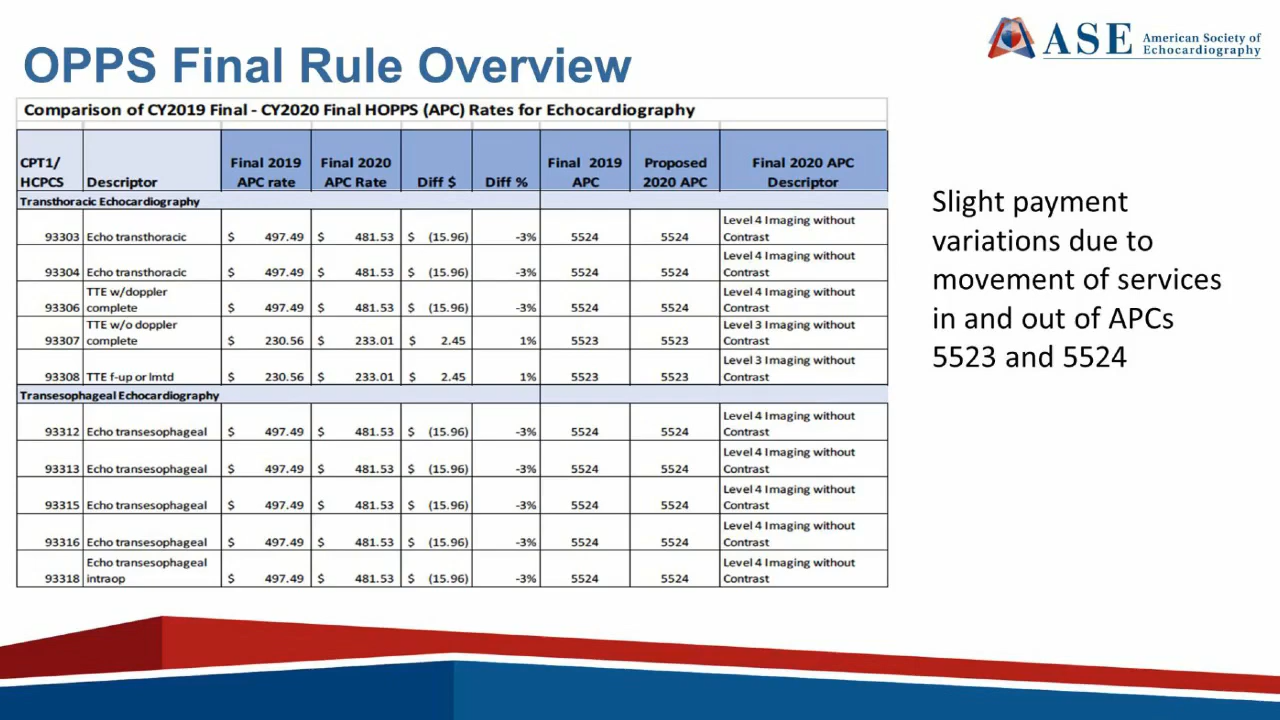 OPPS Final Rule Overview
ASE American Society of Echocardiography
Comparison of CY2019 Final - CY2020 Final HOPPS (APC) Rates for Echocardiography
CPT1/ HCPCS Descriptor Final 2019 APC rate Final 2020 APC Rate Diff $ Diff % Final 2019 APC Proposed 2020 APC Final 2020 APC Descriptor
Transthoracic Echocardiography
93303 Echo transthoracic $ 497.49 $ 481.53 $ (15.96) -3% 5524 5524 Level 4 Imaging without Contrast
93304 Echo transthoracic $ 497.49 $ 481.53 $ (15.96) -3% 5524 5524 Level 4 Imaging without Contrast
93306 TTE w/doppler complete $ 497.49 $ 481.53 $ (15.96) -3% 5524 5524 Level 4 Imaging without Contrast
93307 TTE w/o doppler complete $ 230.56 $ 233.01 $ 2.45 1% 5523 5523 Level 3 Imaging without Contrast
93308 TTE f-up or lmtd $ 230.56 $ 233.01 $ 2.45 1% 5523 5523 Level 3 Imaging without Contrast
Transesophageal Echocardiography
93312 Echo transesophageal $ 497.49 $ 481.53 $ (15.96) -3% 5524 5524 Level 4 Imaging without Contrast
93313 Echo transesophageal $ 497.49 $ 481.53 $ (15.96) -3% 5524 5524 Level 4 Imaging without Contrast
93315 Echo transesophageal $ 497.49 $ 481.53 $ (15.96) -3% 5524 5524 Level 4 Imaging without Contrast
93316 Echo transesophageal $ 497.49 $ 481.53 $ (15.96) -3% 5524 5524 Level 4 Imaging without Contrast
93318 Echo transesophageal intraop $ 497.49 $ 481.53 $ (15.96) -3% 5524 5524 Level 4 Imaging without Contrast
Slight payment
variations due to
movement of services
in and out of APCs
5523 and 5524